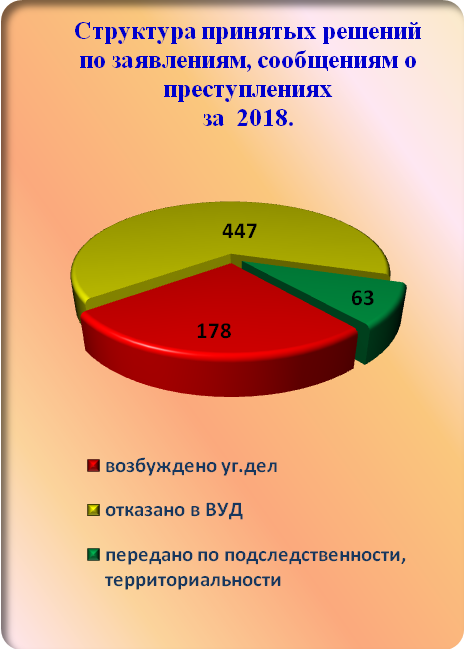 Структура принятых решений
по заявлениям, сообщениям о
преступлениях
за 2018.
447
63
178
возбуждено уг.дел
отказано в ВУД
передано по подследственности,
территориальности